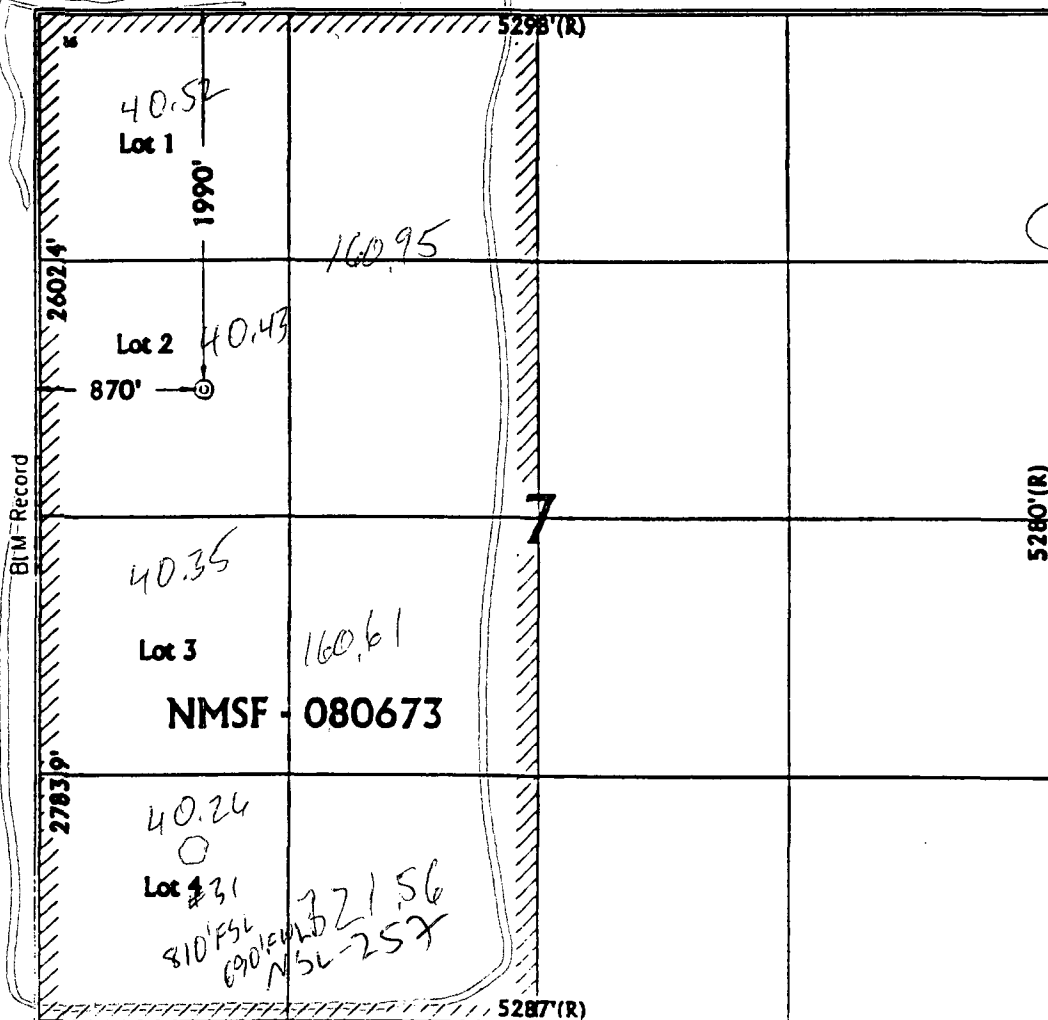 5298'(R)
16
40.52
Lot 1
1990'
160.95
2602.4'
Lot 2 40.43
870'
BLM Record
7
5280'(R)
40.35
Lot 3
160.61
NMSF - 080673
2783.9'
40.26
Lot 4
#31
321.56
810'FSL
690'FWL
NSL-257
5287'(R)